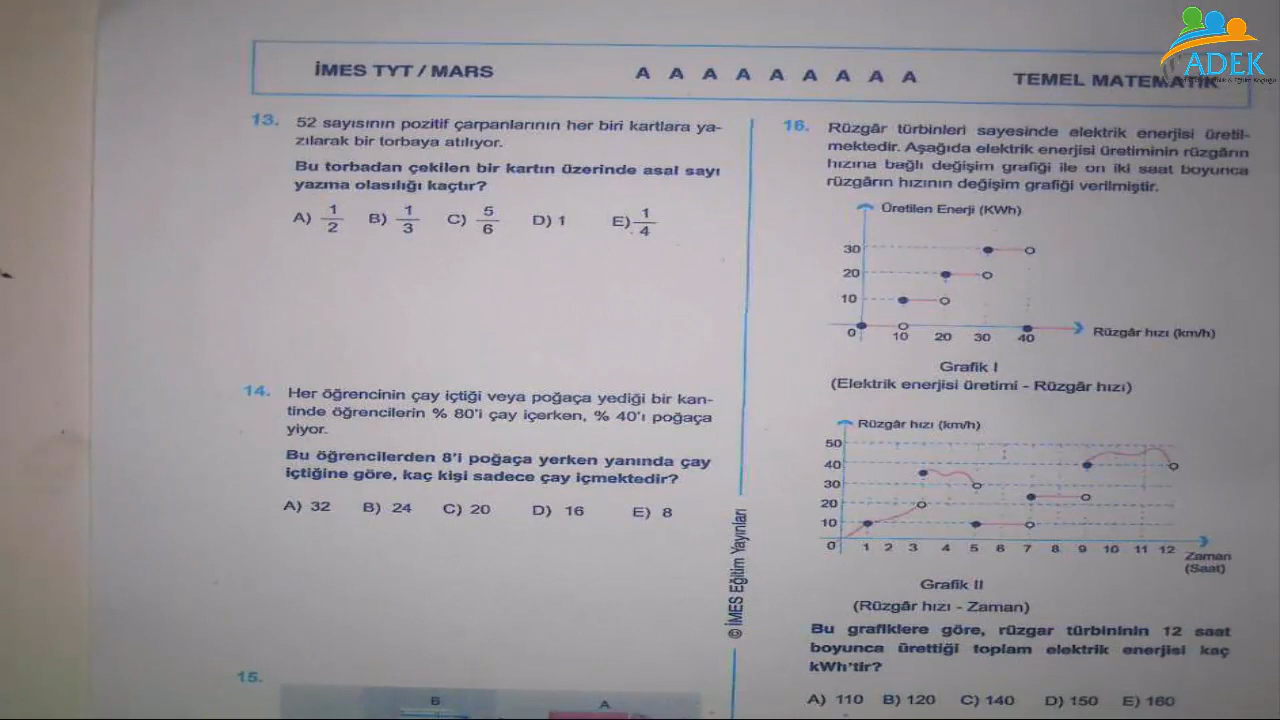 ADEK
İMES TYT / MARS
A A A A A A A A A
TEMEL MATEMATİK
13. 52 sayısının pozitif çarpanlarının her biri kartlara ya-
zılarak bir torbaya atılıyor.
Bu torbadan çekilen bir kartın üzerinde asal sayı
yazma olasılığı kaçtır?
A) 1/2 B) 1/3 C) 5/6 D) 1 E) 1/4
14. Her öğrencinin çay içtiği veya poğaça yediği bir kan-
tinde öğrencilerin % 80'i çay içerken, % 40'ı poğaça
yiyor.
Bu öğrencilerden 8'i poğaça yerken yanında çay
içtiğine göre, kaç kişi sadece çay içmektedir?
A) 32 B) 24 C) 20 D) 16 E) 8
15.
B A
© İMES Eğitim Yayınları
16. Rüzgâr türbinleri sayesinde elektrik enerjisi üretil-
mektedir. Aşağıda elektrik enerjisi üretiminin rüzgârın
hızına bağlı değişim grafiği ile on iki saat boyunca
rüzgârın hızının değişim grafiği verilmiştir.
Üretilen Enerji (KWh)
30
20
10
0 10 20 30 40 Rüzgâr hızı (km/h)
Grafik I
(Elektrik enerjisi üretimi - Rüzgâr hızı)
Rüzgâr hızı (km/h)
50
40
30
20
10
0 1 2 3 4 5 6 7 8 9 10 11 12 Zaman
(Saat)
Grafik II
(Rüzgâr hızı - Zaman)
Bu grafiklere göre, rüzgar türbininin 12 saat
boyunca ürettiği toplam elektrik enerjisi kaç
kWh'tir?
A) 110 B) 120 C) 140 D) 150 E) 160